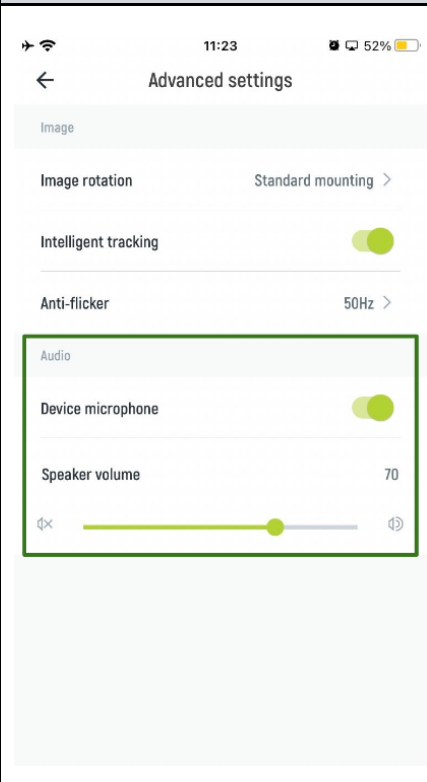 11:23 52%
Advanced settings
Image
Image rotation Standard mounting >
Intelligent tracking
Anti-flicker 50Hz >
Audio
Device microphone
Speaker volume 70